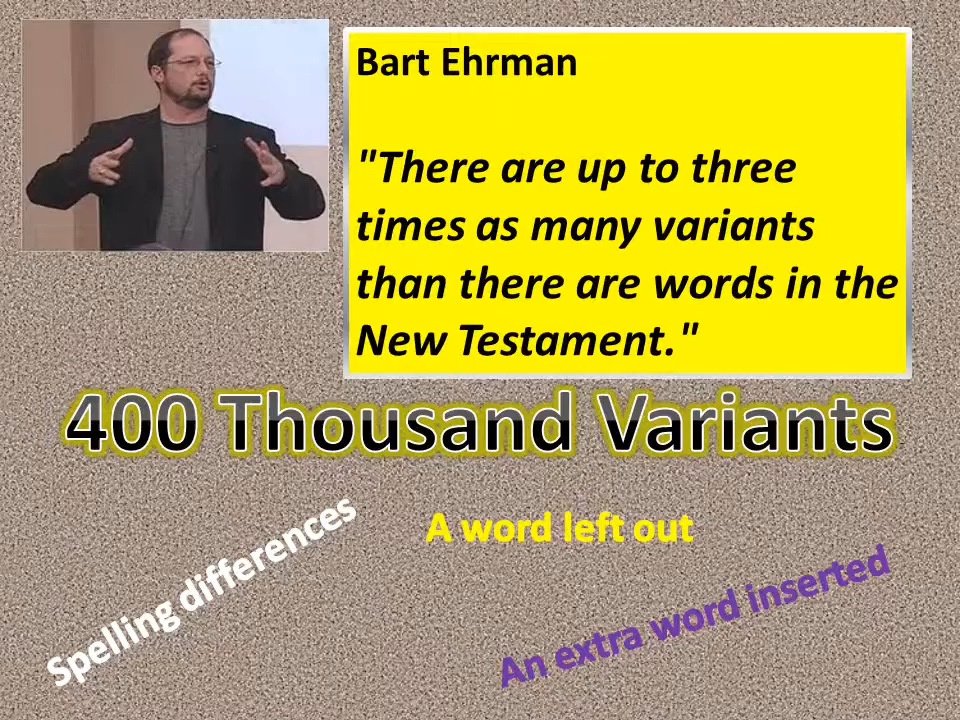 Bart Ehrman
"There are up to three
times as many variants
than there are words in the
New Testament."
400 Thousand Variants
Spelling differences
A word left out
An extra word inserted